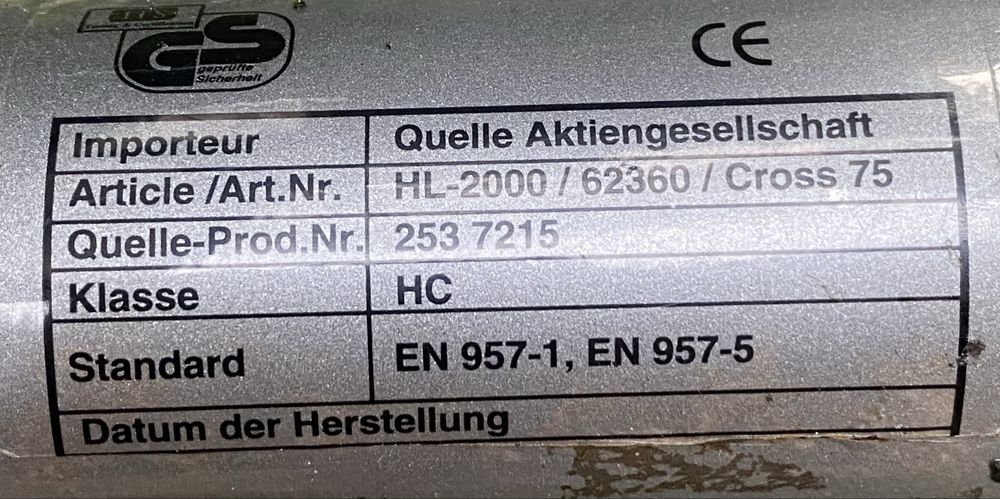 GS
geprüfte
Sicherheit
CE
Importeur Quelle Aktiengesellschaft
Article /Art.Nr. HL-2000 / 62360 / Cross 75
Quelle-Prod.Nr. 253 7215
Klasse HC
Standard EN 957-1, EN 957-5
Datum der Herstellung